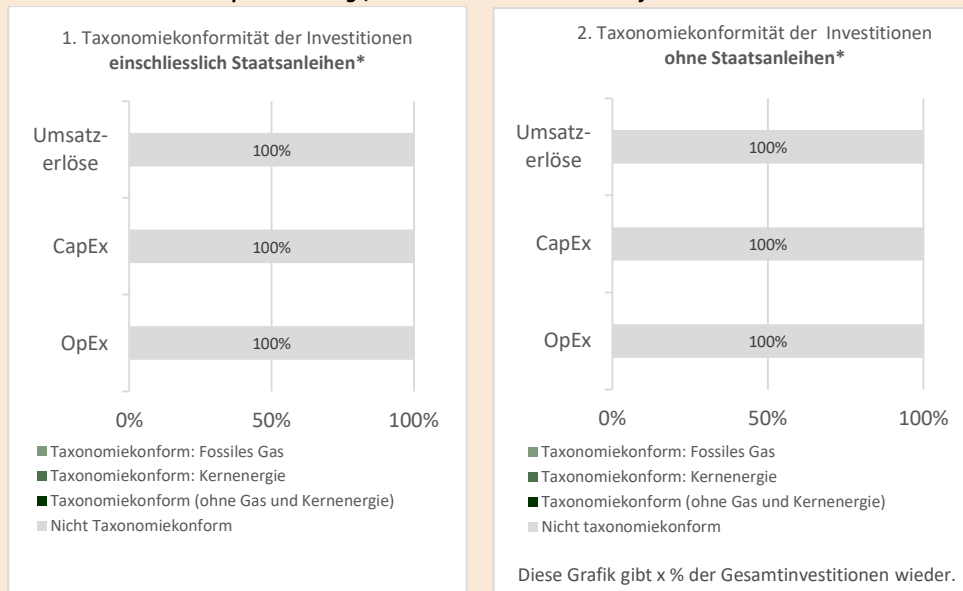 1. Taxonomiekonformität der Investitionen
einschliesslich Staatsanleihen*
Umsatz-
erlöse
100%
CapEx
100%
OpEx
100%
0% 50% 100%
Taxonomiekonform: Fossiles Gas
Taxonomiekonform: Kernenergie
Taxonomiekonform (ohne Gas und Kernenergie)
Nicht Taxonomiekonform
2. Taxonomiekonformität der Investitionen
ohne Staatsanleihen*
Umsatz-
erlöse
100%
CapEx
100%
OpEx
100%
0% 50% 100%
Taxonomiekonform: Fossiles Gas
Taxonomiekonform: Kernenergie
Taxonomiekonform (ohne Gas und Kernenergie)
Nicht taxonomiekonform
Diese Grafik gibt x % der Gesamtinvestitionen wieder.